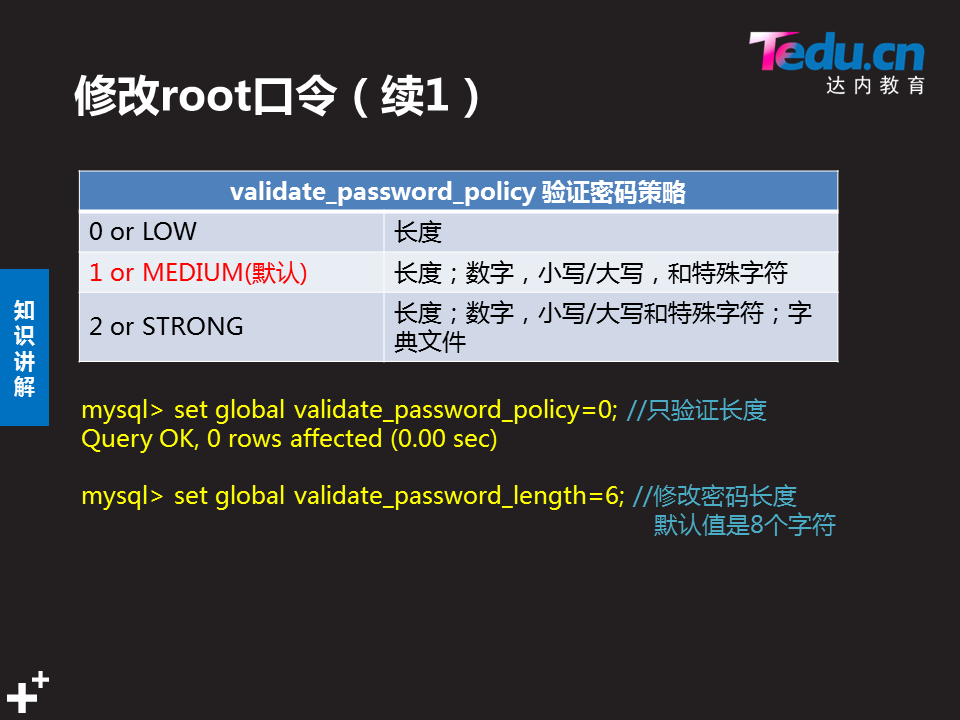 Tedu.cn
达内教育
修改root口令（续1）
validate_password_policy 验证密码策略
0 or LOW
长度
1 or MEDIUM(默认)
长度；数字，小写/大写，和特殊字符
2 or STRONG
长度；数字，小写/大写和特殊字符；字
典文件
知
识
讲
解
mysql> set global validate_password_policy=0; //只验证长度
Query OK, 0 rows affected (0.00 sec)
mysql> set global validate_password_length=6; //修改密码长度
默认值是8个字符